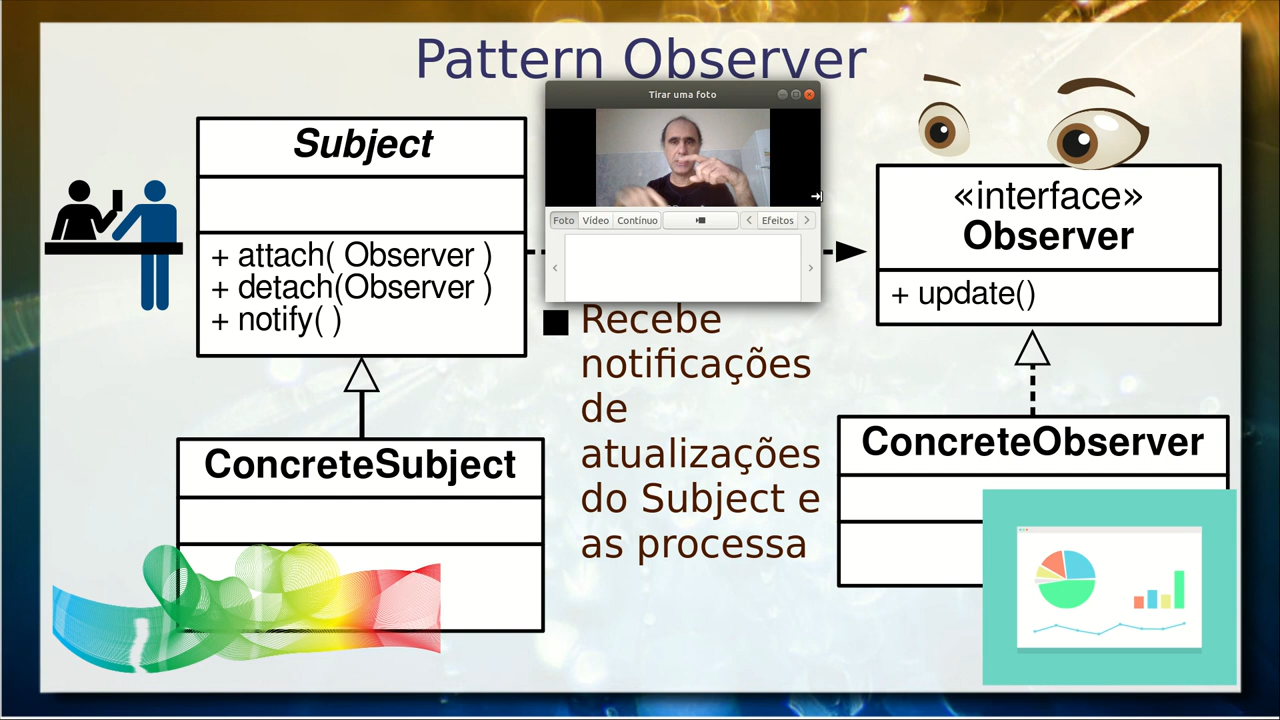 Pattern Observer
Tirar uma foto
Foto Vídeo Contínuo Efeitos
Subject
+ attach( Observer )
+ detach(Observer )
+ notify( )
«interface»
Observer
+ update()
Recebe
notificações
de
atualizações
do Subject e
as processa
ConcreteSubject
ConcreteObserver